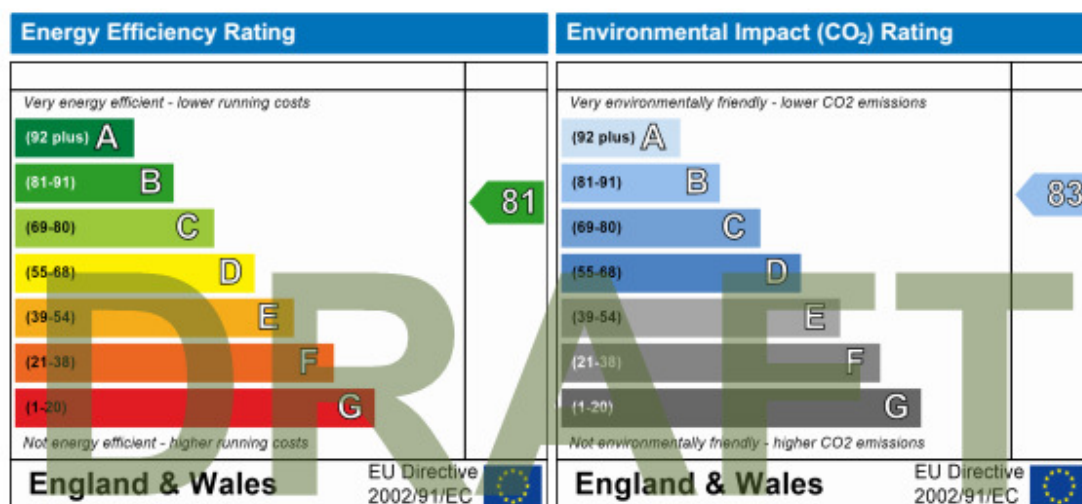 Energy Efficiency Rating
Very energy efficient - lower running costs
(92 plus) A
(81-91) B
81
(69-80) C
(55-68) D
(39-54) E
(21-38) F
(1-20) G
Not energy efficient - higher running costs
England & Wales
EU Directive
2002/91/EC
Environmental Impact (CO₂) Rating
Very environmentally friendly - lower CO2 emissions
(92 plus) A
(81-91) B
83
(69-80) C
(55-68) D
(39-54) E
(21-38) F
(1-20) G
Not environmentally friendly - higher CO2 emissions
England & Wales
EU Directive
2002/91/EC
DRAFT